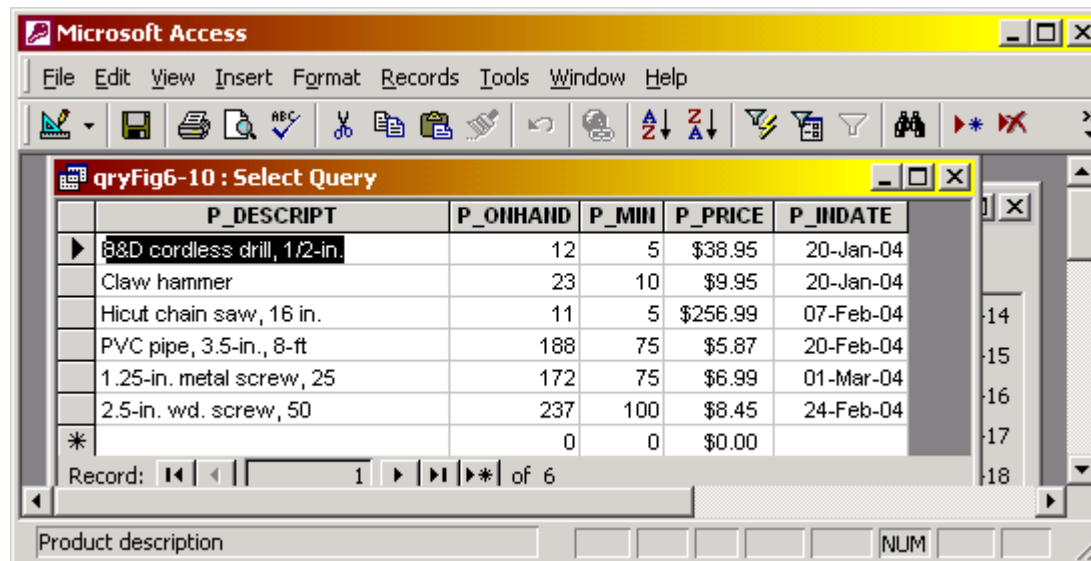 Microsoft Access
File Edit View Insert Format Records Tools Window Help
ABC A Z Z A
qryFig6-10 : Select Query
P_DESCRIPT P_ONHAND P_MIN P_PRICE P_INDATE
B&D cordless drill, 1/2-in. 12 5 $38.95 20-Jan-04
Claw hammer 23 10 $9.95 20-Jan-04
Hicut chain saw, 16 in. 11 5 $256.99 07-Feb-04
-14
PVC pipe, 3.5-in., 8-ft 188 75 $5.87 20-Feb-04
-15
1.25-in. metal screw, 25 172 75 $6.99 01-Mar-04
-16
2.5-in. wd. screw, 50 237 100 $8.45 24-Feb-04
-17
0 0 $0.00
Record: 1 of 6
-18
Product description NUM